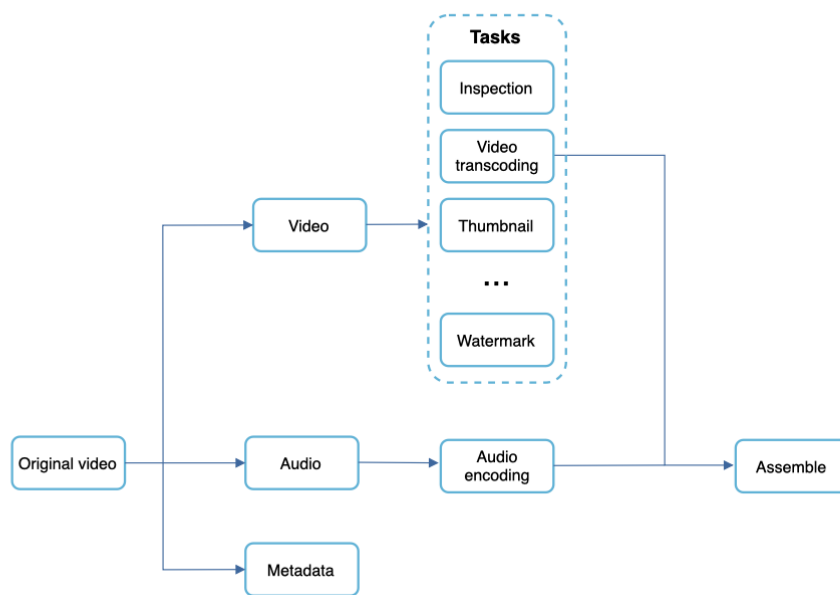 Tasks
Inspection
Video
transcoding
Video
Thumbnail
...
Watermark
Original video
Audio
Audio
encoding
Assemble
Metadata